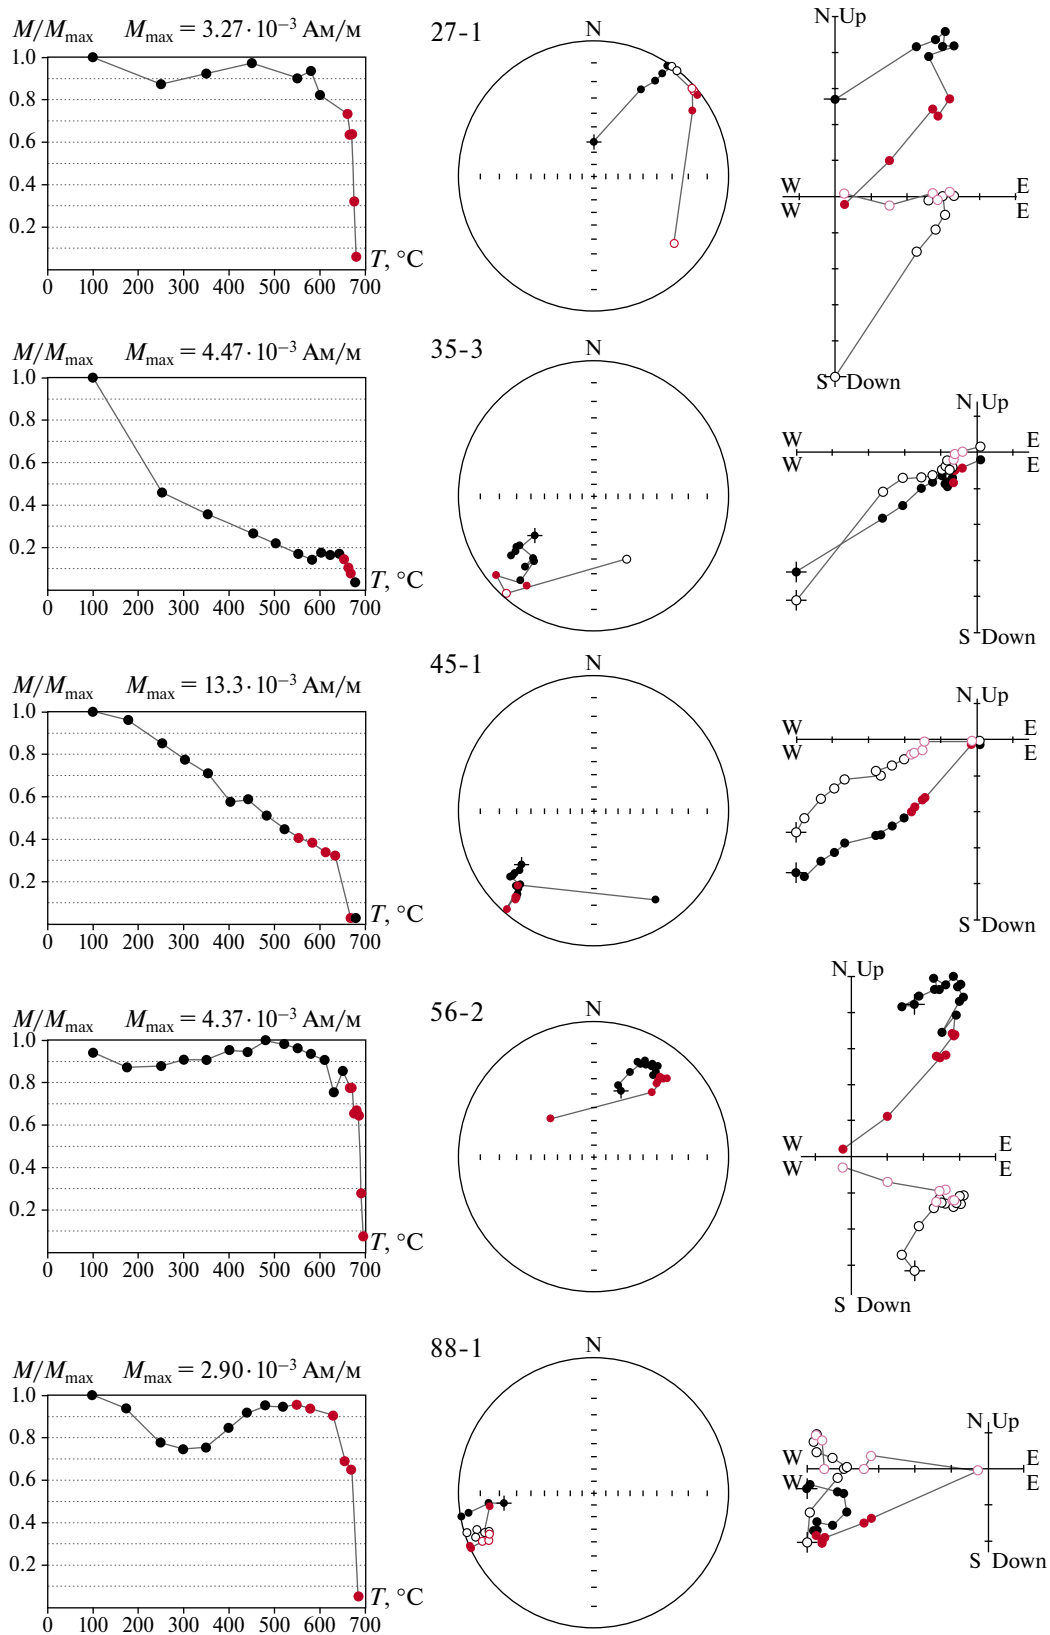 M/Mmax Mmax = 3.27·10−3 Ам/м
27-1
N
N Up
1.0
0.8
0.6
0.4
0.2
W E
W E
T, °C
0 100 200 300 400 500 600 700
S Down
M/Mmax Mmax = 4.47·10−3 Ам/м
35-3
N
N Up
1.0
0.8
0.6
0.4
0.2
W E
W E
T, °C
0 100 200 300 400 500 600 700
S Down
M/Mmax Mmax = 13.3·10−3 Ам/м
45-1
N
N Up
1.0
0.8
0.6
0.4
0.2
W E
W E
T, °C
0 100 200 300 400 500 600 700
S Down
M/Mmax Mmax = 4.37·10−3 Ам/м
56-2
N
N Up
1.0
0.8
0.6
0.4
0.2
W E
W E
T, °C
0 100 200 300 400 500 600 700
S Down
M/Mmax Mmax = 2.90·10−3 Ам/м
88-1
N
N Up
1.0
0.8
0.6
0.4
0.2
W E
W E
T, °C
0 100 200 300 400 500 600 700
S Down